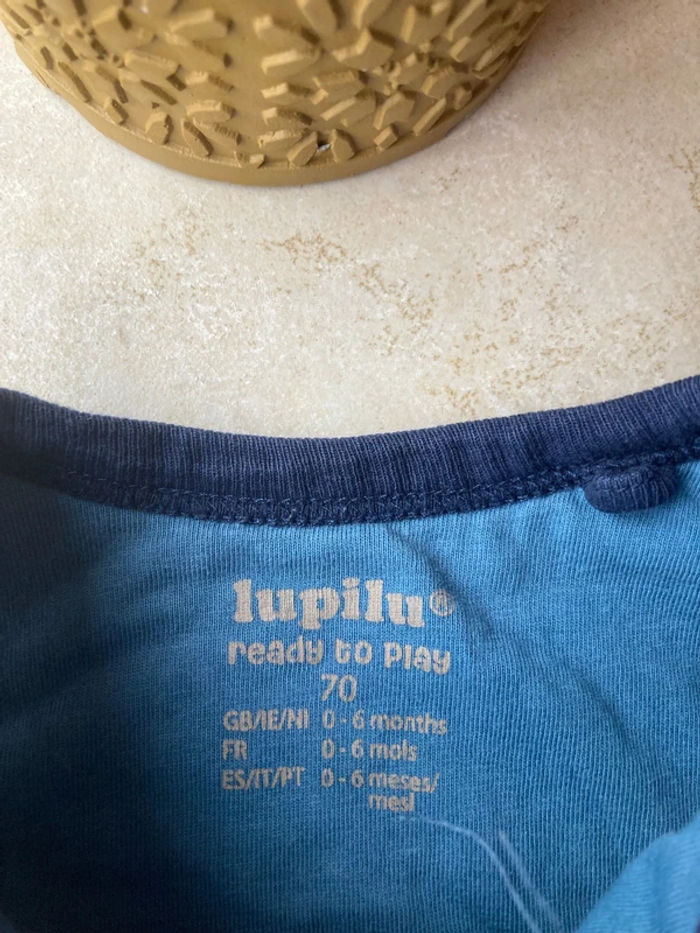 lupilu®
ready to play
70
GB/IE/NI 0 - 6 months
FR 0 - 6 mois
ES/IT/PT 0 - 6 meses/
mesi